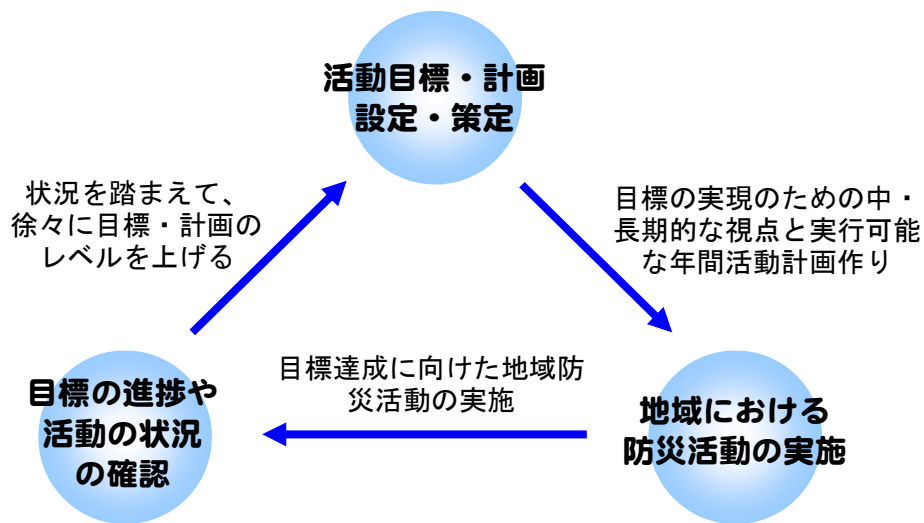 活動目標・計画
設定・策定
状況を踏まえて、
徐々に目標・計画の
レベルを上げる
目標の実現のための中・
長期的な視点と実行可能
な年間活動計画作り
目標の進捗や
活動の状況
の確認
目標達成に向けた地域防
災活動の実施
地域における
防災活動の実施